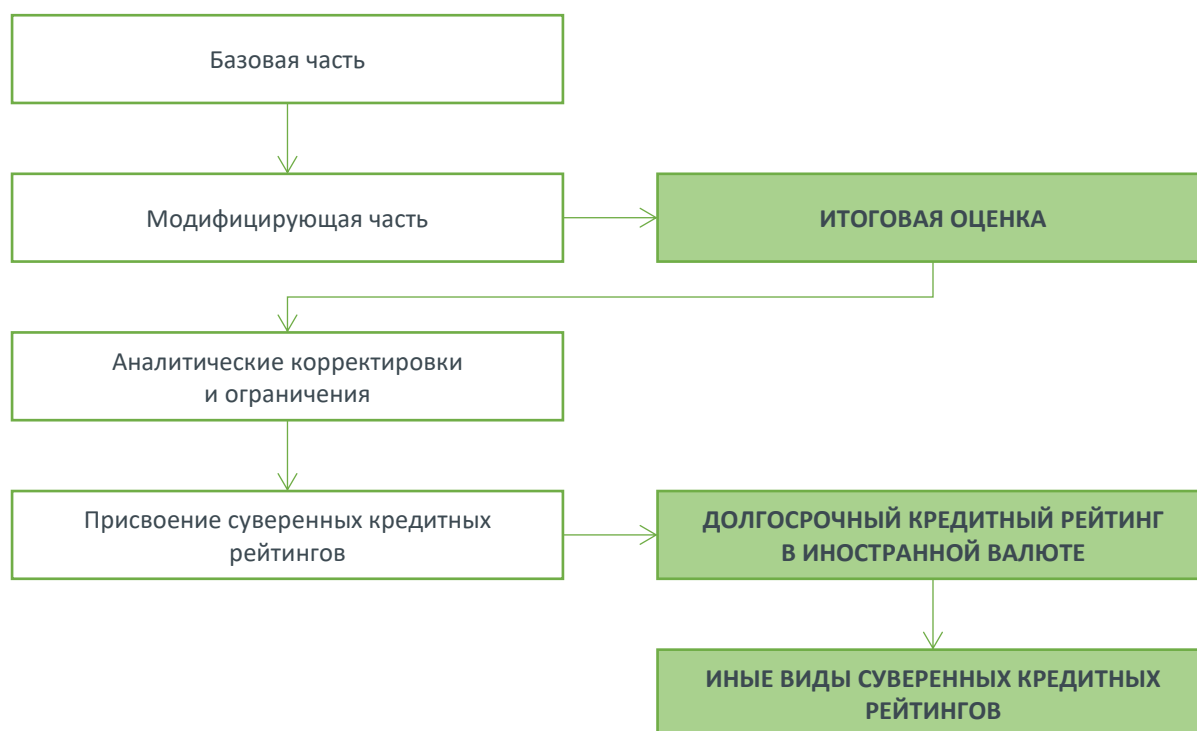 Базовая часть
Модифицирующая часть
ИТОГОВАЯ ОЦЕНКА
Аналитические корректировки
и ограничения
Присвоение суверенных кредитных
рейтингов
ДОЛГОСРОЧНЫЙ КРЕДИТНЫЙ РЕЙТИНГ
В ИНОСТРАННОЙ ВАЛЮТЕ
ИНЫЕ ВИДЫ СУВЕРЕННЫХ КРЕДИТНЫХ
РЕЙТИНГОВ